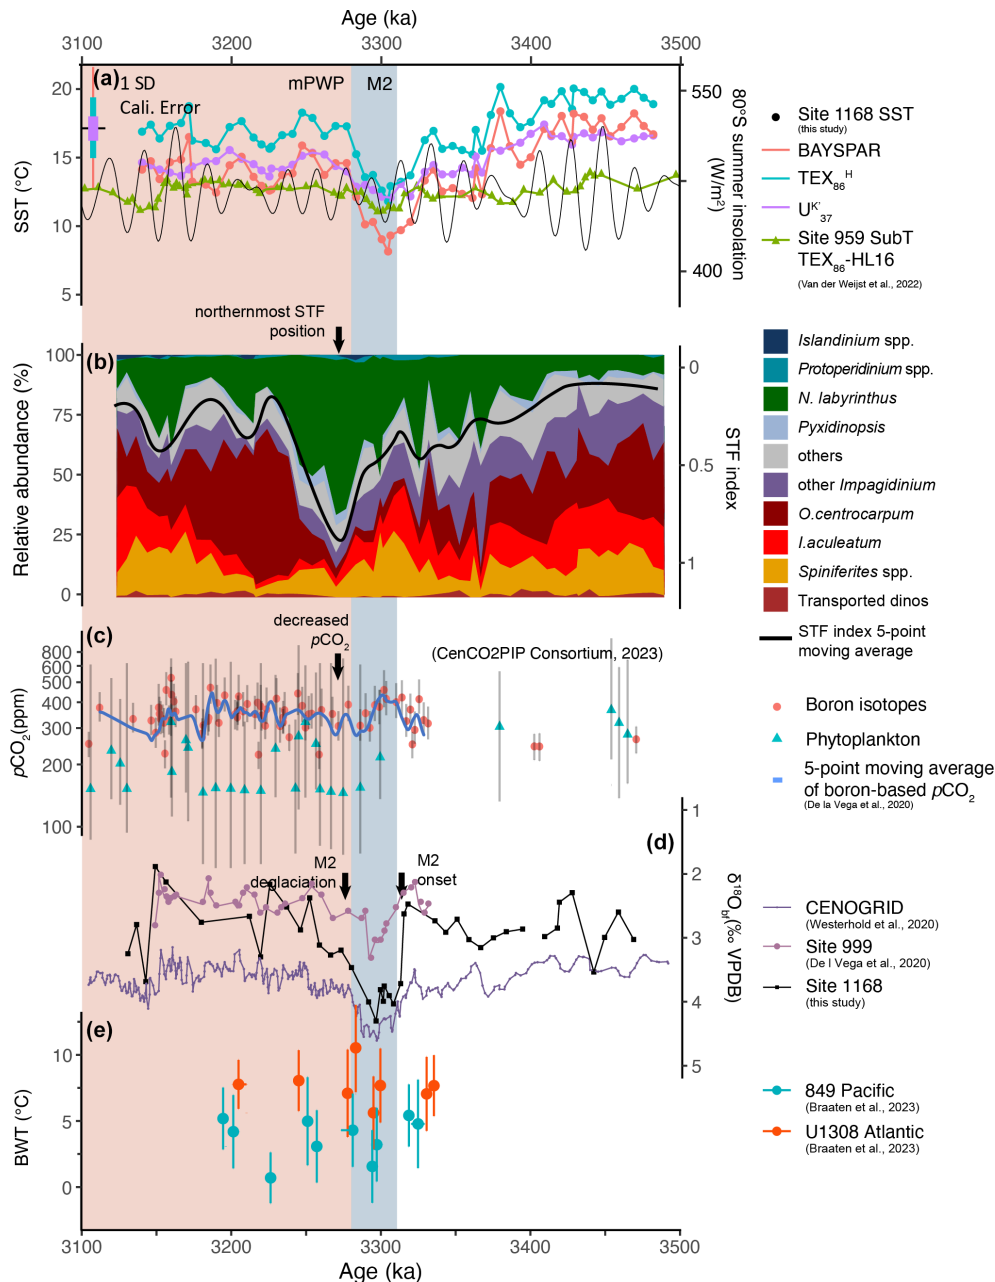 Age (ka)
3100 3200 3300 3400 3500
(a) 1 SD
Cali. Error
mPWP M2
20
15
10
5
SST (°C)
550
400
80°S summer insolation
(W/m²)
Site 1168 SST
(this study)
BAYSPAR
TEX₈₆ᴴ
Uᴷ'₃₇
Site 959 SubT
TEX₈₆-HL16
(Van der Weijst et al., 2022)
northernmost STF
position
(b)
100
75
50
25
0
Relative abundance (%)
0
0.5
1
STF index
Islandinium spp.
Protoperidinium spp.
N. labyrinthus
Pyxidinopsis
others
other Impagidinium
O.centrocarpum
I.aculeatum
Spiniferites spp.
Transported dinos
STF index 5-point
moving average
decreased
pCO₂
(c)
(CenCO2PIP Consortium, 2023)
800
600
500
400
300
200
100
pCO₂(ppm)
Boron isotopes
Phytoplankton
5-point moving average
of boron-based pCO₂
(De la Vega et al., 2020)
(d)
M2
deglaciation
M2
onset
1
2
3
4
5
δ¹⁸O_bf(‰ VPDB)
CENOGRID
(Westerhold et al., 2020)
Site 999
(De l Vega et al., 2020)
Site 1168
(this study)
(e)
10
5
0
BWT (°C)
849 Pacific
(Braaten et al., 2023)
U1308 Atlantic
(Braaten et al., 2023)
3100 3200 3300 3400 3500
Age (ka)